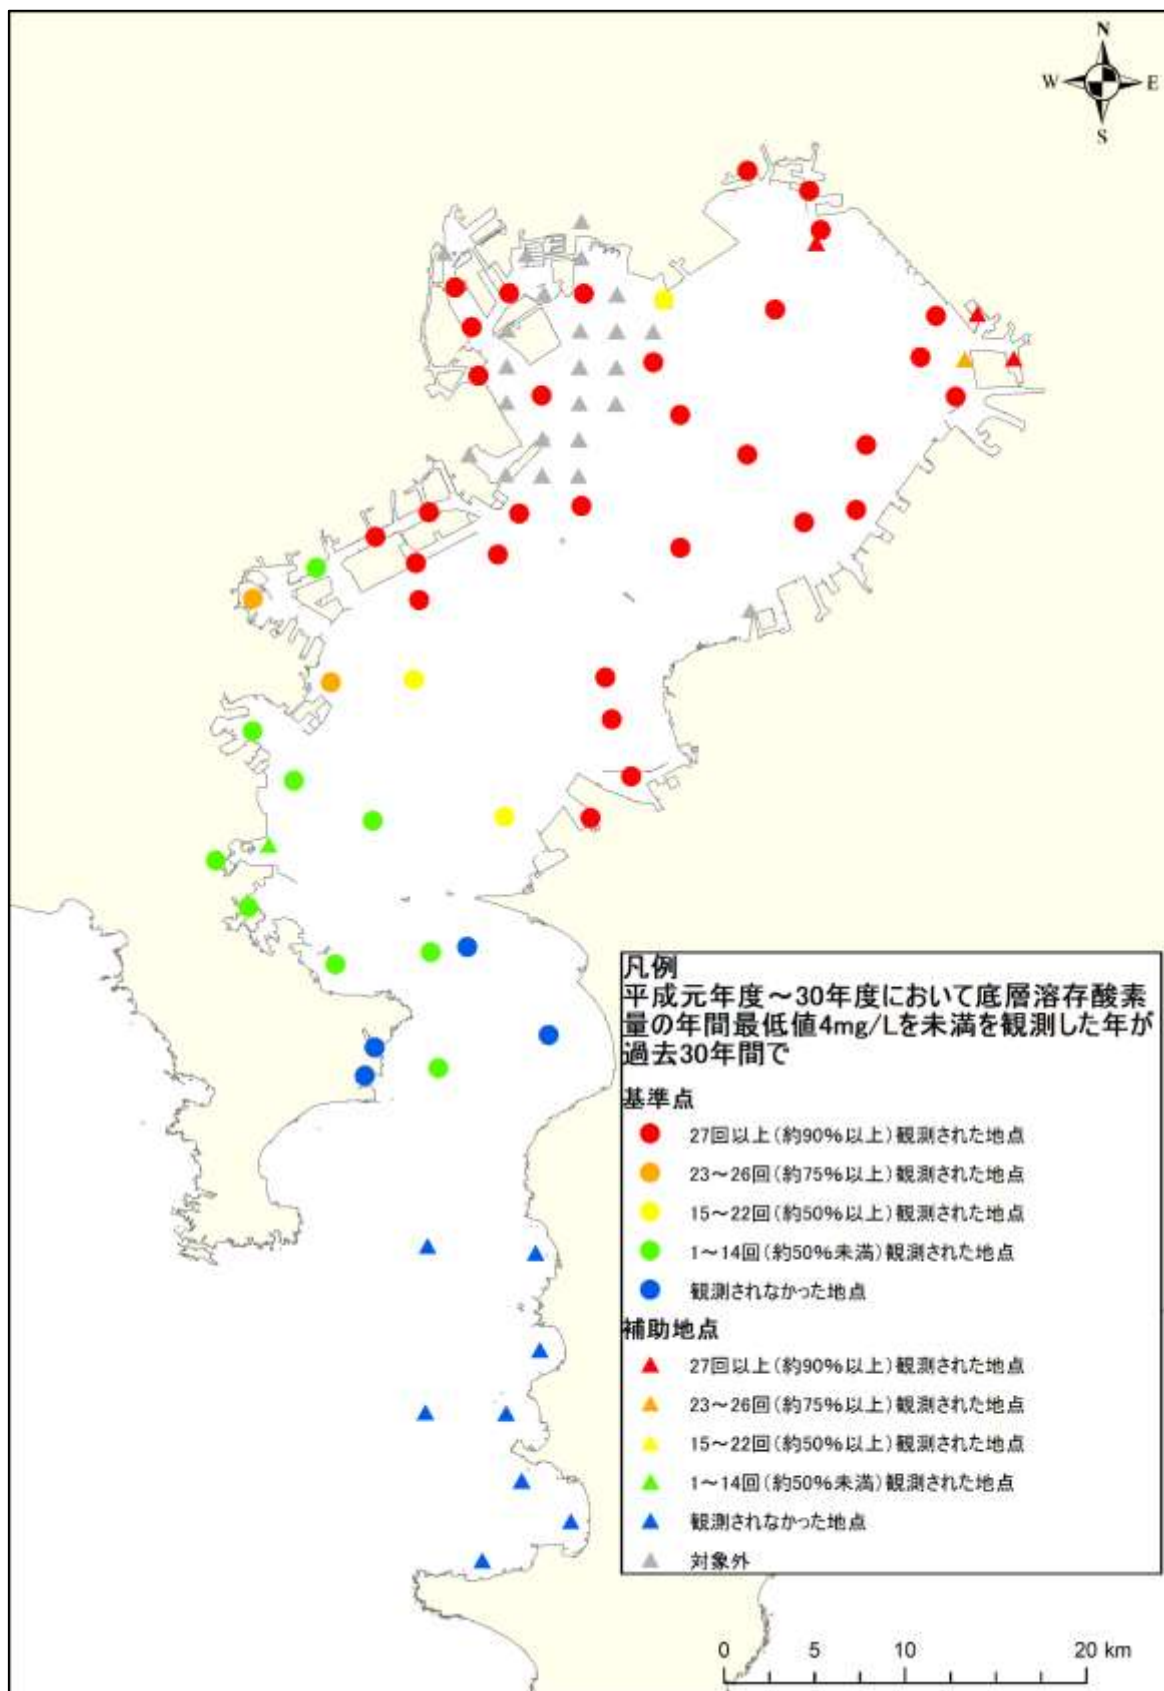 N
W E
S
凡例
平成元年度～30年度において底層溶存酸素
量の年間最低値4mg/Lを未満を観測した年が
過去30年間で
基準点
27回以上(約90%以上)観測された地点
23～26回(約75%以上)観測された地点
15～22回(約50%以上)観測された地点
1～14回(約50%未満)観測された地点
観測されなかった地点
補助地点
27回以上(約90%以上)観測された地点
23～26回(約75%以上)観測された地点
15～22回(約50%以上)観測された地点
1～14回(約50%未満)観測された地点
観測されなかった地点
対象外
0 5 10 20 km